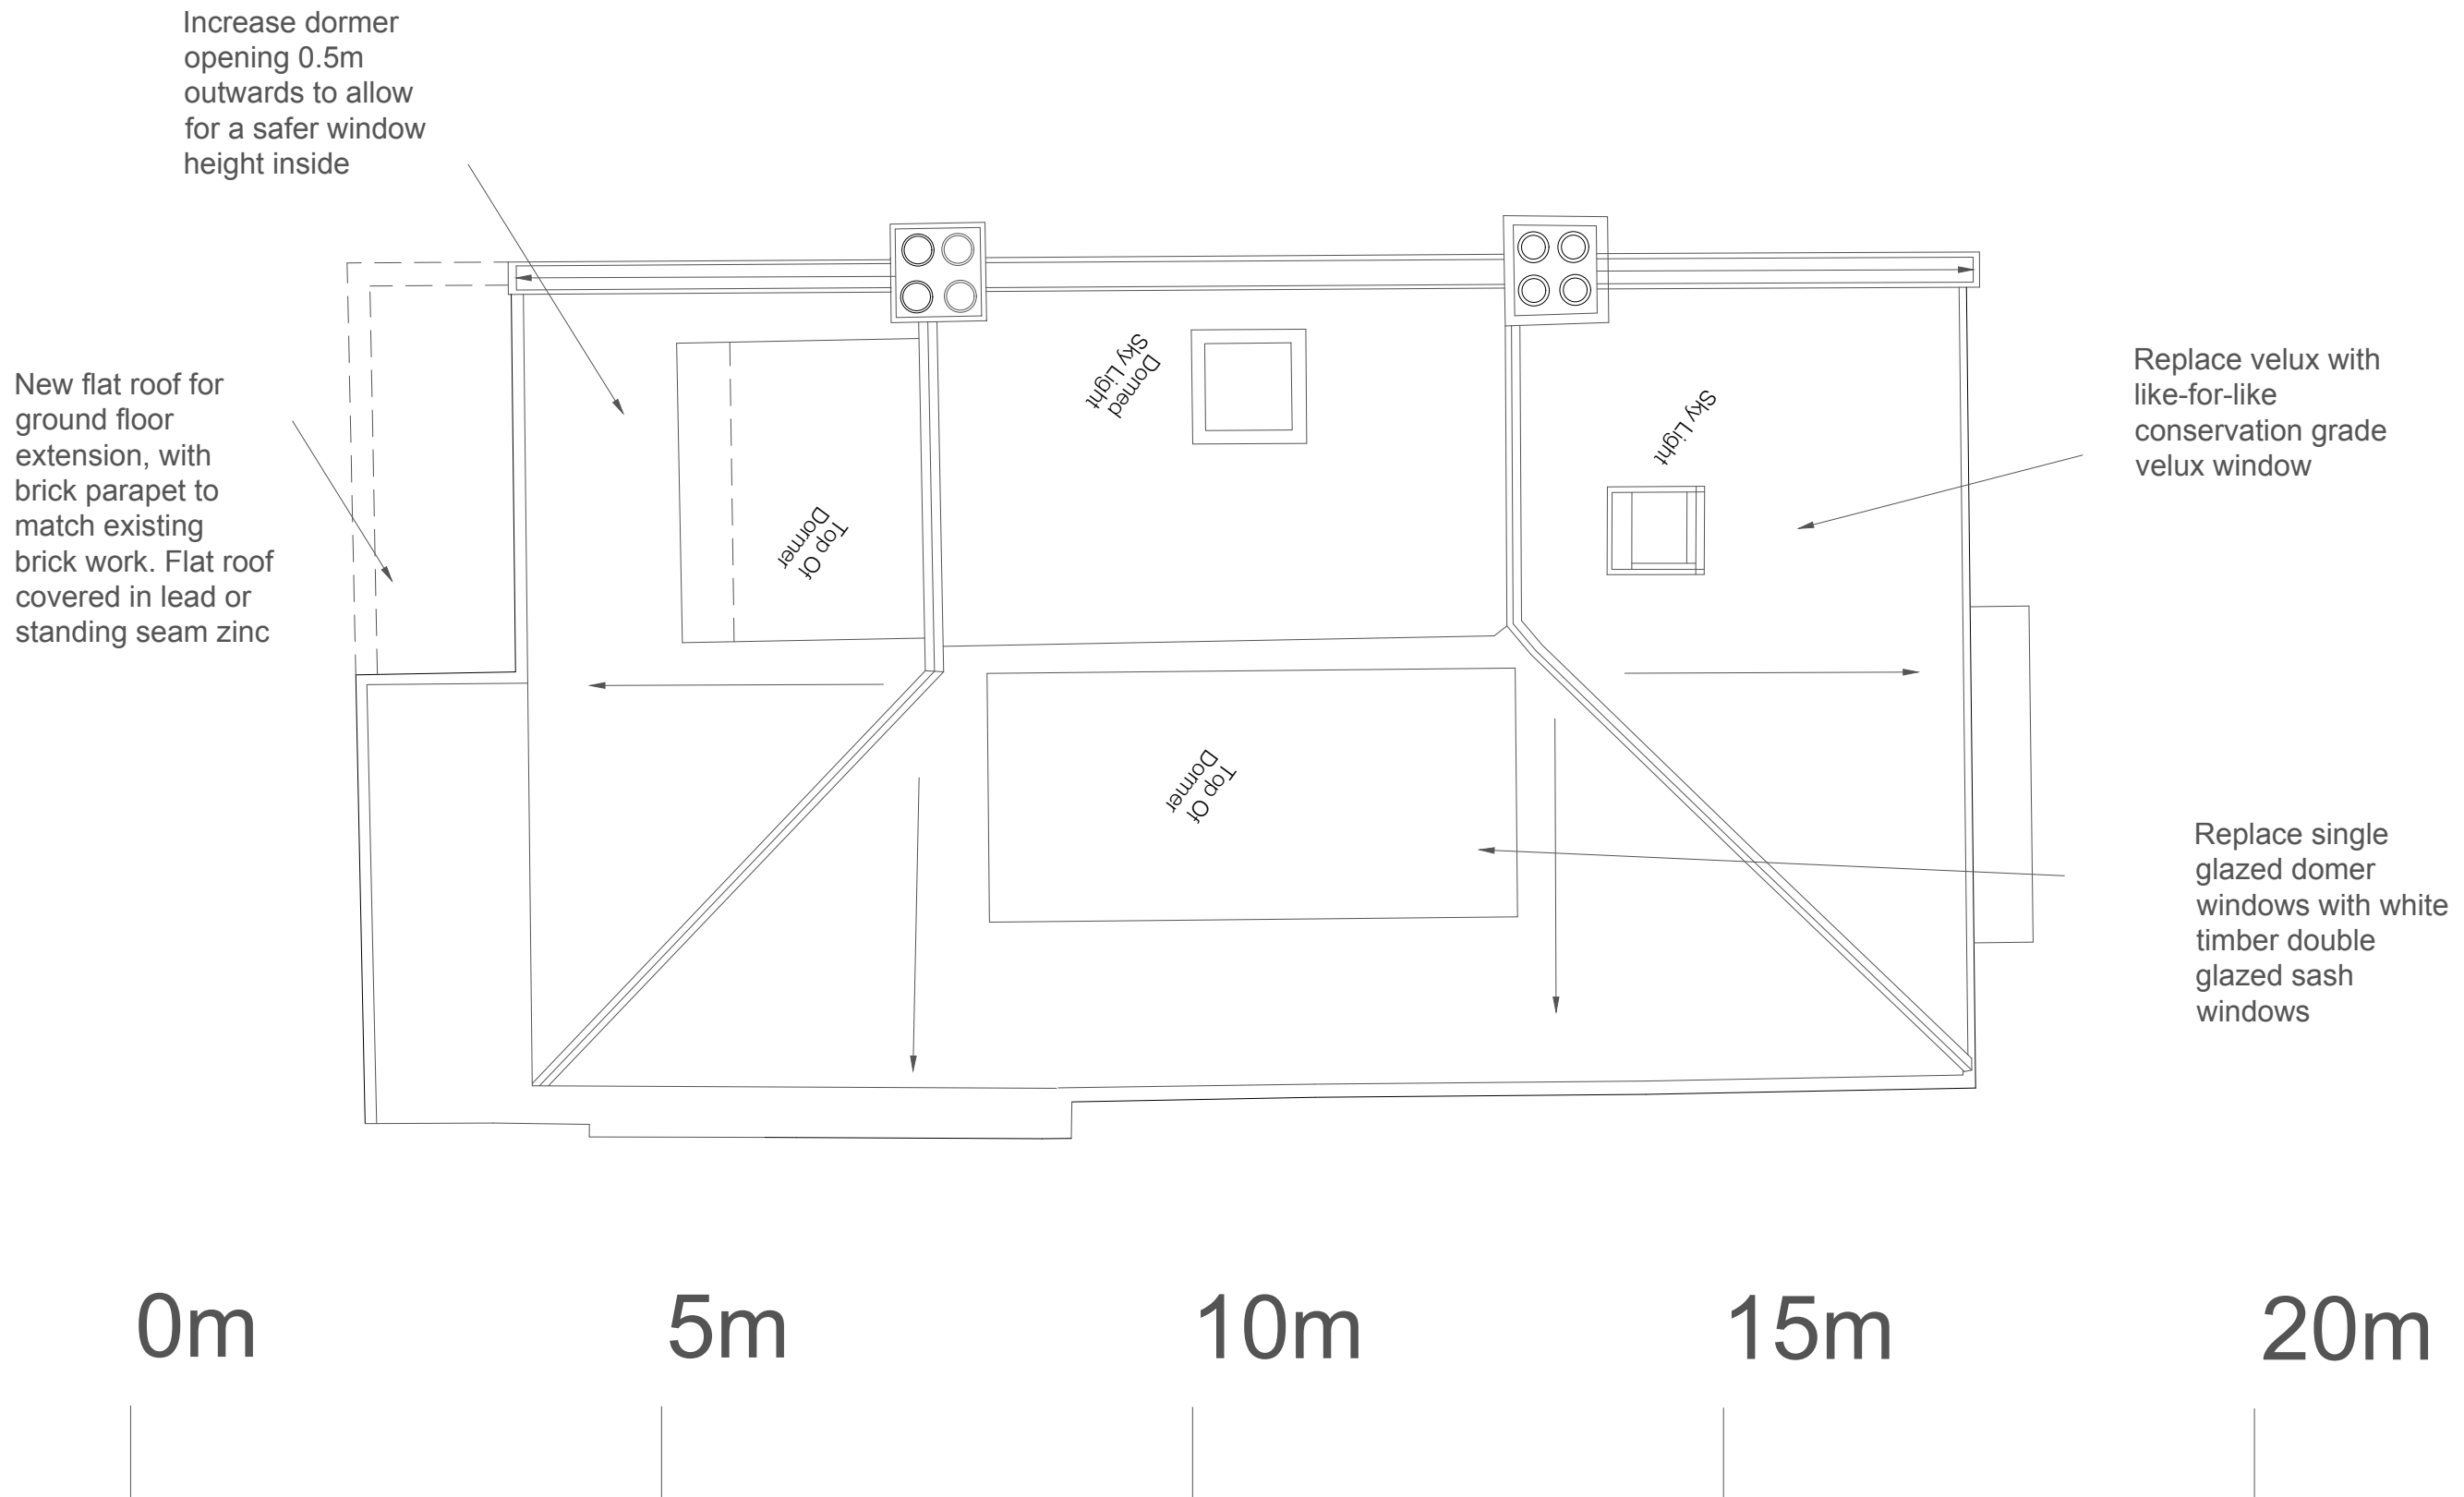 Increase dormer
opening 0.5m
outwards to allow
for a safer window
height inside
New flat roof for
ground floor
extension, with
brick parapet to
match existing
brick work. Flat roof
covered in lead or
standing seam zinc
Domed
Sky Light
Sky Light
Replace velux with
like-for-like
conservation grade
velux window
Top Of
Dormer
Top Of
Dormer
Replace single
glazed domer
windows with white
timber double
glazed sash
windows
0m
5m
10m
15m
20m